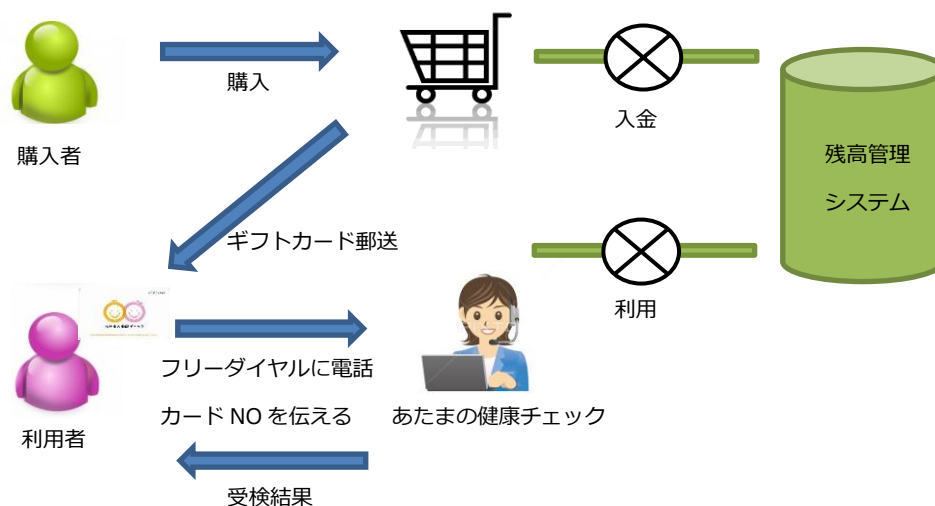 購入
入金
購入者
残高管理
システム
ギフトカード郵送
利用
フリーダイヤルに電話
カード NO を伝える
あたまの健康チェック
利用者
受検結果